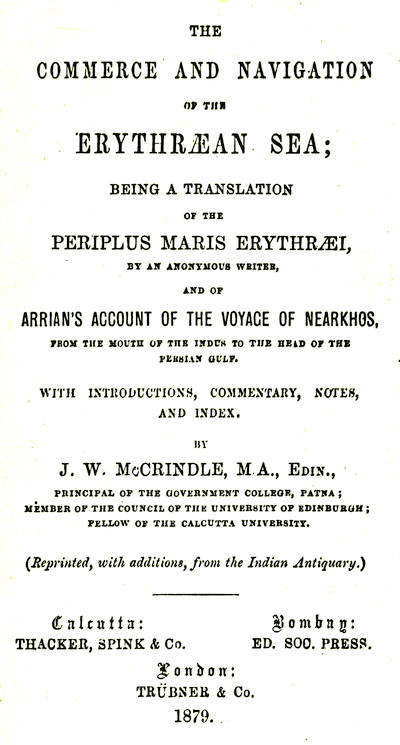 THE
COMMERCE AND NAVIGATION
OF THE
ERYTHRÆAN SEA;
BEING A TRANSLATION
OF THE
PERIPLUS MARIS ERYTHRÆI,
BY AN ANONYMOUS WRITER,
AND OF
ARRIAN'S ACCOUNT OF THE VOYAGE OF NEARKHOS,
FROM THE MOUTH OF THE INDUS TO THE HEAD OF THE
PERSIAN GULF.
WITH INTRODUCTIONS, COMMENTARY, NOTES,
AND INDEX.
BY
J. W. McCRINDLE, M.A., EDIN.,
PRINCIPAL OF THE GOVERNMENT COLLEGE, PATNA;
MEMBER OF THE COUNCIL OF THE UNIVERSITY OF EDINBURGH;
FELLOW OF THE CALCUTTA UNIVERSITY.
(Reprinted, with additions, from the Indian Antiquary.)
Calcutta: Bombay:
THACKER, SPINK & Co. ED. SOC. PRESS.
London:
TRÜBNER & Co.
1879.